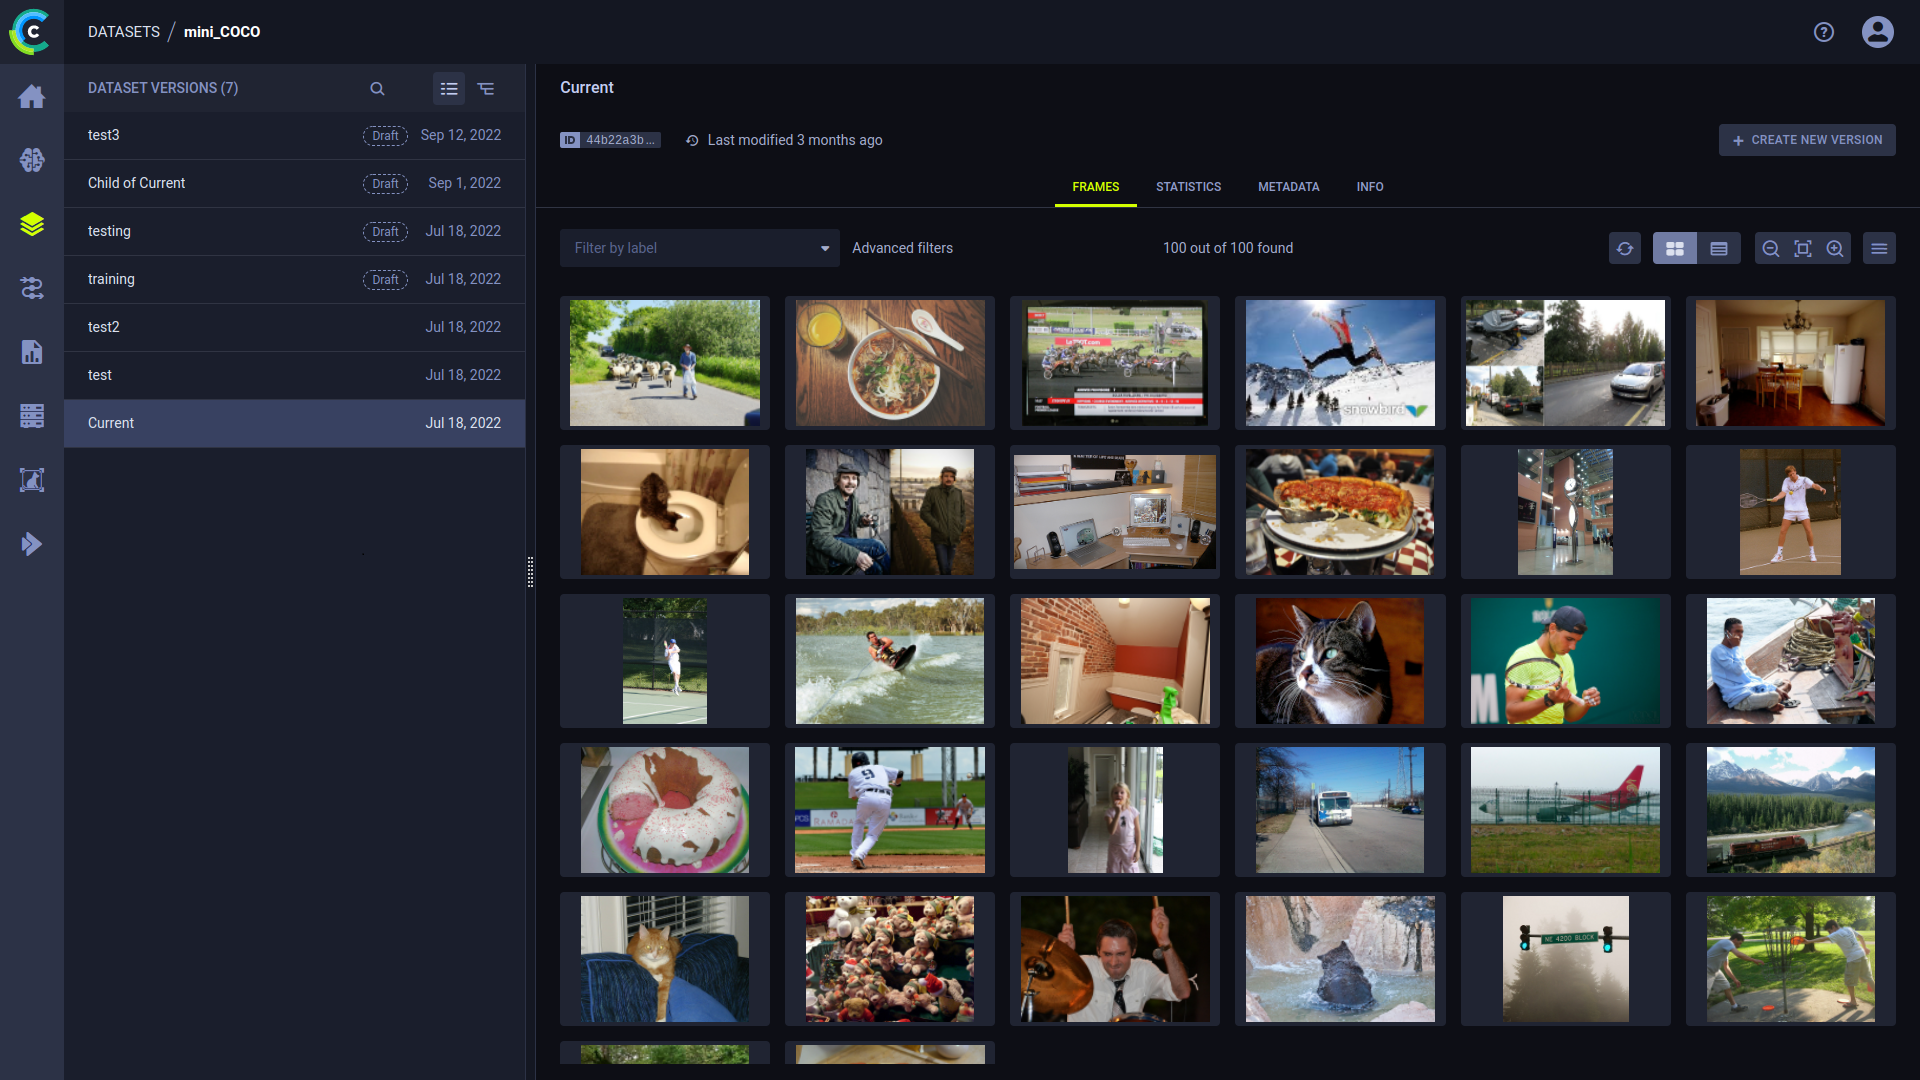 DATASETS / mini_COCO
DATASET VERSIONS (7)
test3 Draft Sep 12, 2022
Child of Current Draft Sep 1, 2022
testing Draft Jul 18, 2022
training Draft Jul 18, 2022
test2 Jul 18, 2022
test Jul 18, 2022
Current Jul 18, 2022
Current
ID 44b22a3b...
Last modified 3 months ago
+ CREATE NEW VERSION
FRAMES STATISTICS METADATA INFO
Filter by label
Advanced filters
100 out of 100 found
snowbird
9
RAMADA
NE 4200 BLOCK